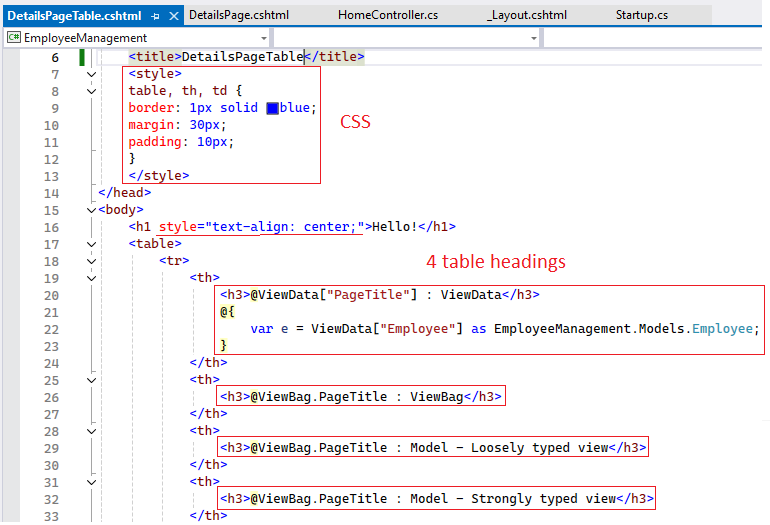 DetailsPageTable.cshtml DetailsPage.cshtml HomeController.cs _Layout.cshtml Startup.cs
C# EmployeeManagement
6 <title>DetailsPageTable</title>
7 <style>
8 table, th, td {
9 border: 1px solid blue;
10 margin: 30px;
11 padding: 10px;
CSS
12 }
13 </style>
14 </head>
15 <body>
16 <h1 style="text-align: center;">Hello!</h1>
17 <table>
18 <tr>
4 table headings
19 <th>
20 <h3>@ViewData["PageTitle"] : ViewData</h3>
21 @{
22 var e = ViewData["Employee"] as EmployeeManagement.Models.Employee;
23 }
24 </th>
25 <th>
26 <h3>@ViewBag.PageTitle : ViewBag</h3>
27 </th>
28 <th>
29 <h3>@ViewBag.PageTitle : Model - Loosely typed view</h3>
30 </th>
31 <th>
32 <h3>@ViewBag.PageTitle : Model - Strongly typed view</h3>
33 </th>